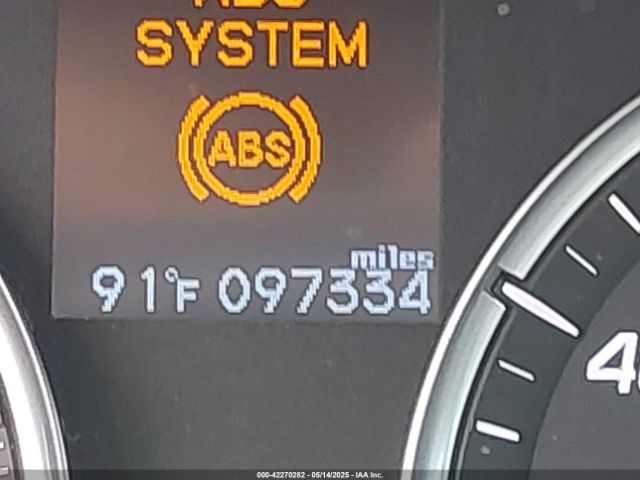 SYSTEM
ABS
miles
91°F 097334
000-42270282 - 05/14/2025 - IAA Inc.